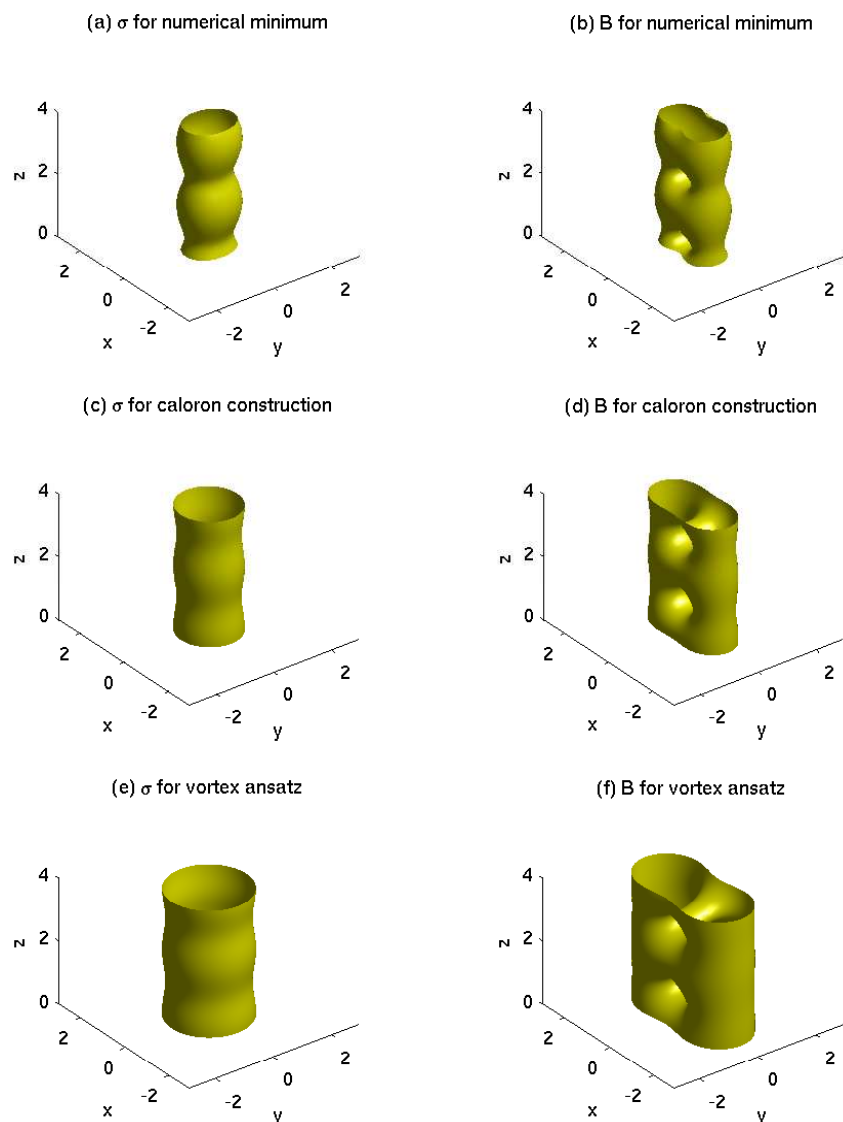 (a) σ for numerical minimum
(b) B for numerical minimum
4
2
0
z
2
0
-2
x
-2
0
2
y
4
2
0
z
2
0
-2
x
-2
0
2
y
(c) σ for caloron construction
(d) B for caloron construction
4
2
0
z
2
0
-2
x
-2
0
2
y
4
2
0
z
2
0
-2
x
-2
0
2
y
(e) σ for vortex ansatz
(f) B for vortex ansatz
4
2
0
z
2
0
-2
x
-2
0
2
y
4
2
0
z
2
0
-2
x
-2
0
2
y